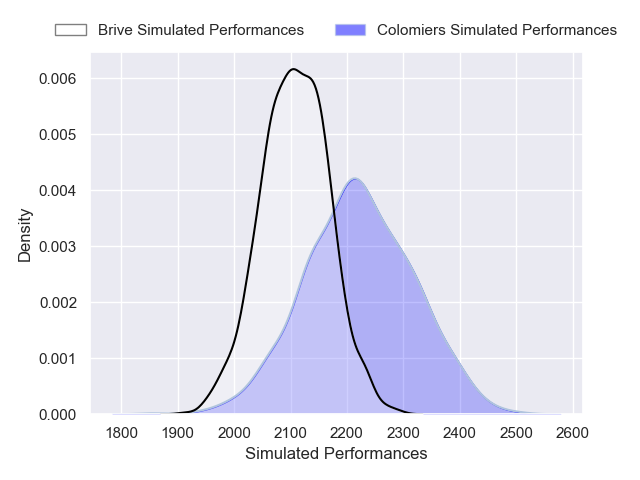 Brive Simulated Performances Colomiers Simulated Performances
0.006
0.005
0.004
0.003
0.002
0.001
0.000
Density
1800 1900 2000 2100 2200 2300 2400 2500 2600
Simulated Performances